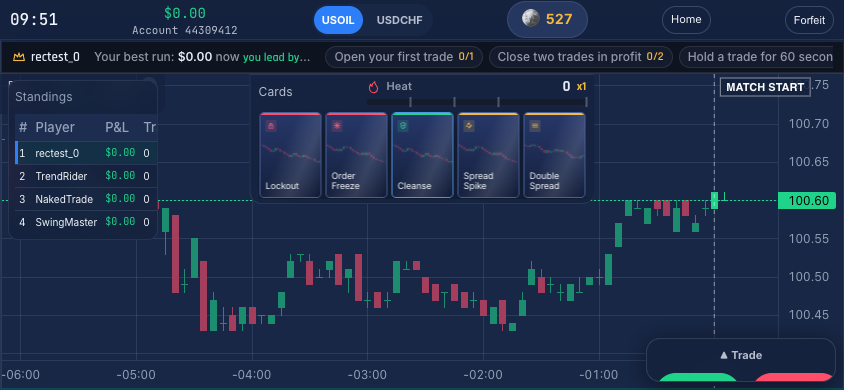 09:51
$0.00
Account 44309412
USOIL
USDCHF
527
Home
Forfeit
rectest_0
Your best run: $0.00 now you lead by...
Open your first trade 0/1
Close two trades in profit 0/2
Hold a trade for 60 secon
Standings
# Player P&L Tr
1 rectest_0 $0.00 0
2 TrendRider $0.00 0
3 NakedTrade $0.00 0
4 SwingMaster $0.00 0
Cards
Heat
0 x1
Lockout
Order Freeze
Cleanse
Spread Spike
Double Spread
MATCH START
.75
100.70
100.65
100.60
100.55
100.50
100.45
Trade
-06:00
-05:00
-04:00
-03:00
-02:00
-01:00